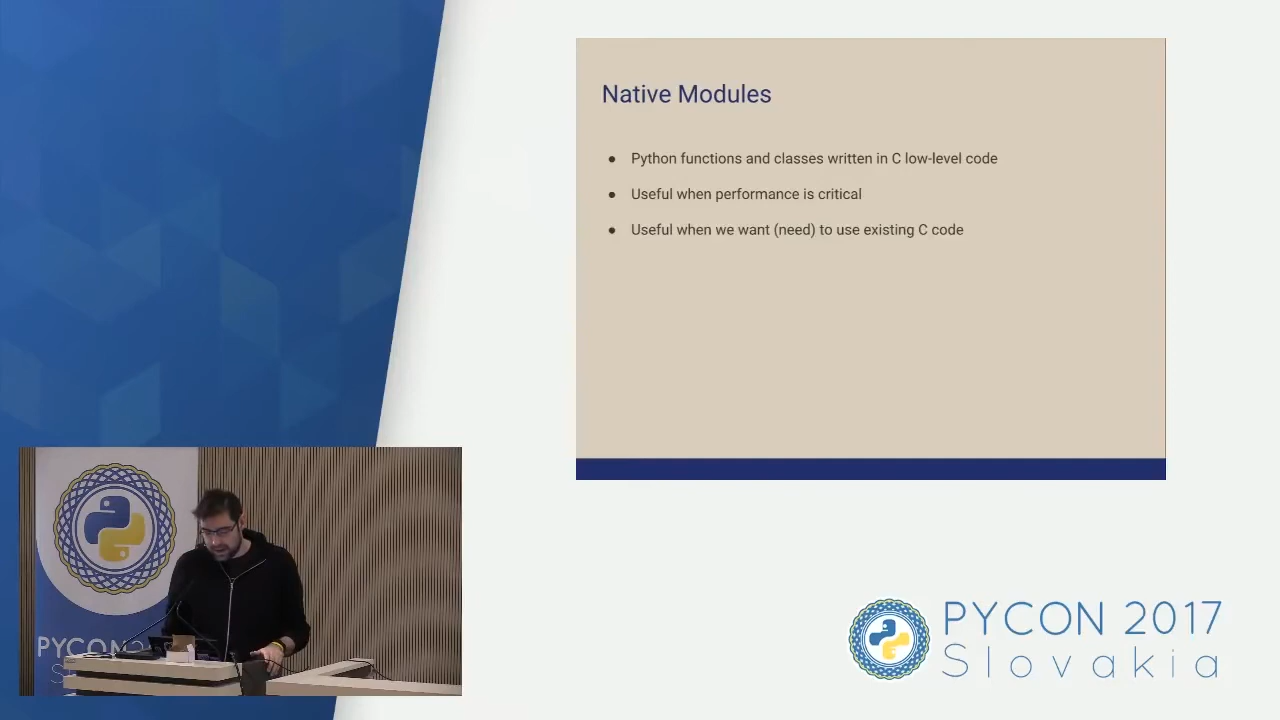 Native Modules
● Python functions and classes written in C low-level code
● Useful when performance is critical
● Useful when we want (need) to use existing C code
PYCON 2017
Slovakia
PYCON